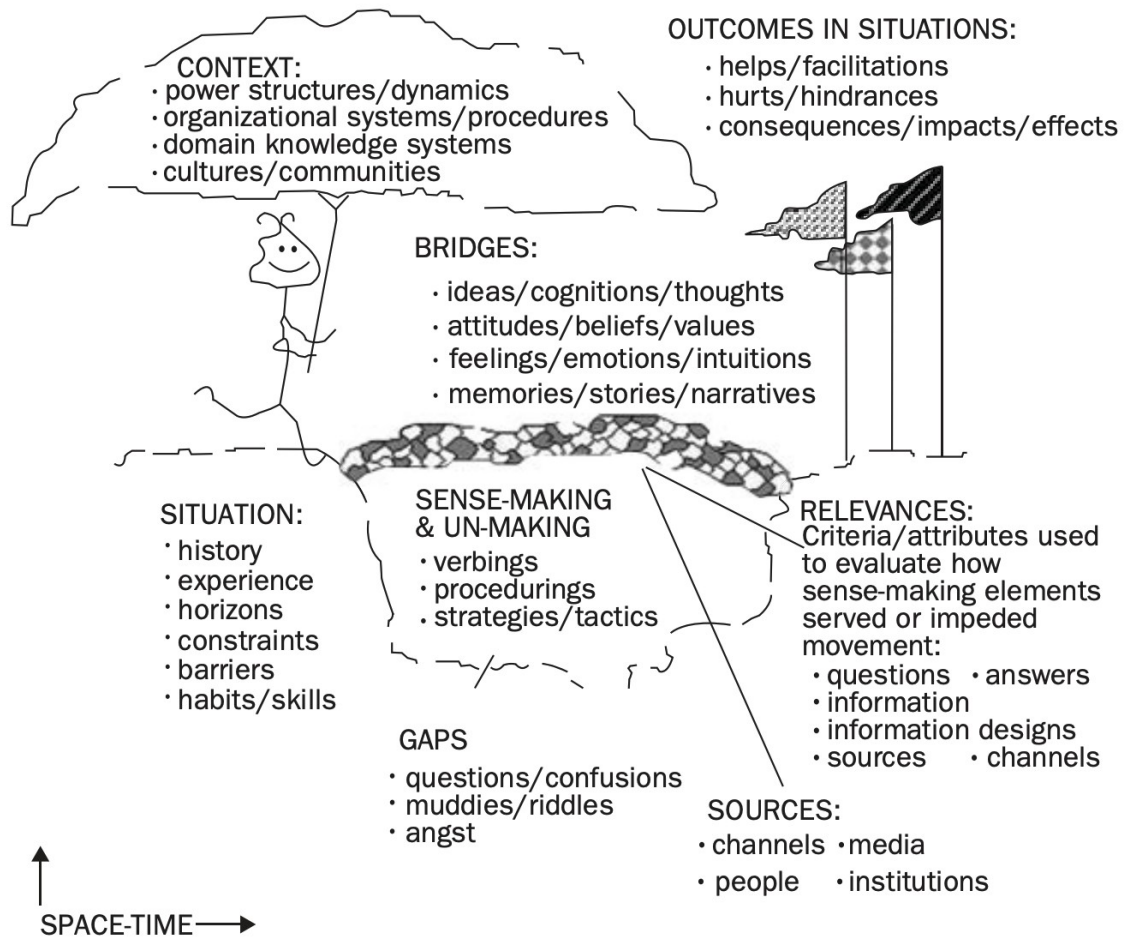 CONTEXT:
· power structures/dynamics
· organizational systems/procedures
· domain knowledge systems
· cultures/communities
OUTCOMES IN SITUATIONS:
· helps/facilitations
· hurts/hindrances
· consequences/impacts/effects
BRIDGES:
· ideas/cognitions/thoughts
· attitudes/beliefs/values
· feelings/emotions/intuitions
· memories/stories/narratives
SITUATION:
· history
· experience
· horizons
· constraints
· barriers
· habits/skills
SENSE-MAKING
& UN-MAKING
· verbings
· procedurings
· strategies/tactics
RELEVANCES:
Criteria/attributes used
to evaluate how
sense-making elements
served or impeded
movement:
· questions · answers
· information
· information designs
· sources · channels
GAPS
· questions/confusions
· muddies/riddles
· angst
SOURCES:
· channels · media
· people · institutions
SPACE-TIME